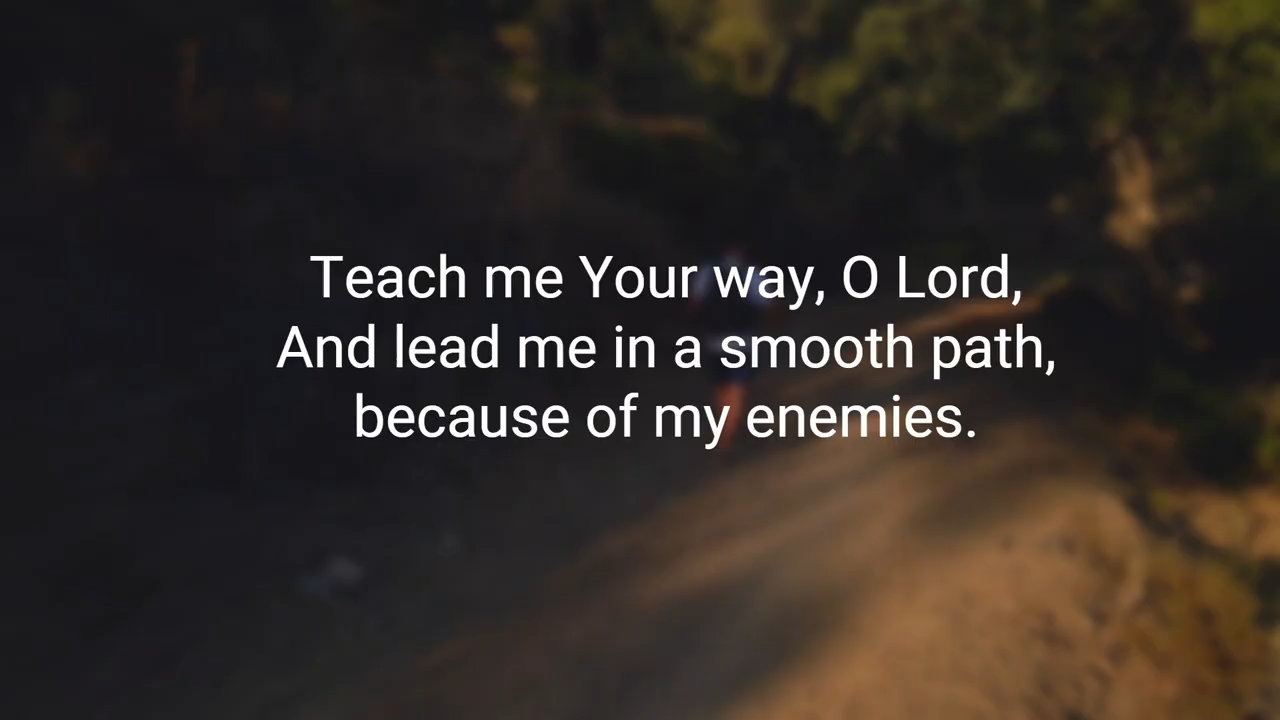 Teach me Your way, O Lord,
And lead me in a smooth path,
because of my enemies.